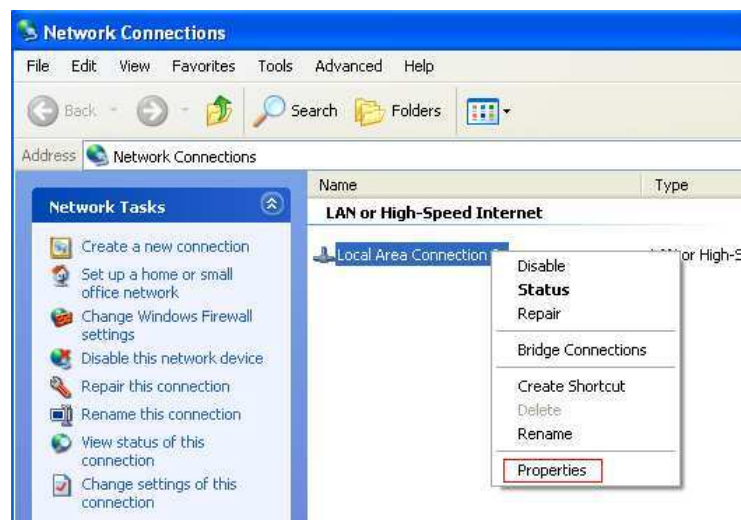 Network Connections
File Edit View Favorites Tools Advanced Help
Back Search Folders
Address Network Connections
Name Type
Network Tasks
LAN or High-Speed Internet
Create a new connection
Set up a home or small
office network
Change Windows Firewall
settings
Disable this network device
Repair this connection
Rename this connection
View status of this
connection
Change settings of this
connection
Local Area Connection
or High-S
Disable
Status
Repair
Bridge Connections
Create Shortcut
Delete
Rename
Properties